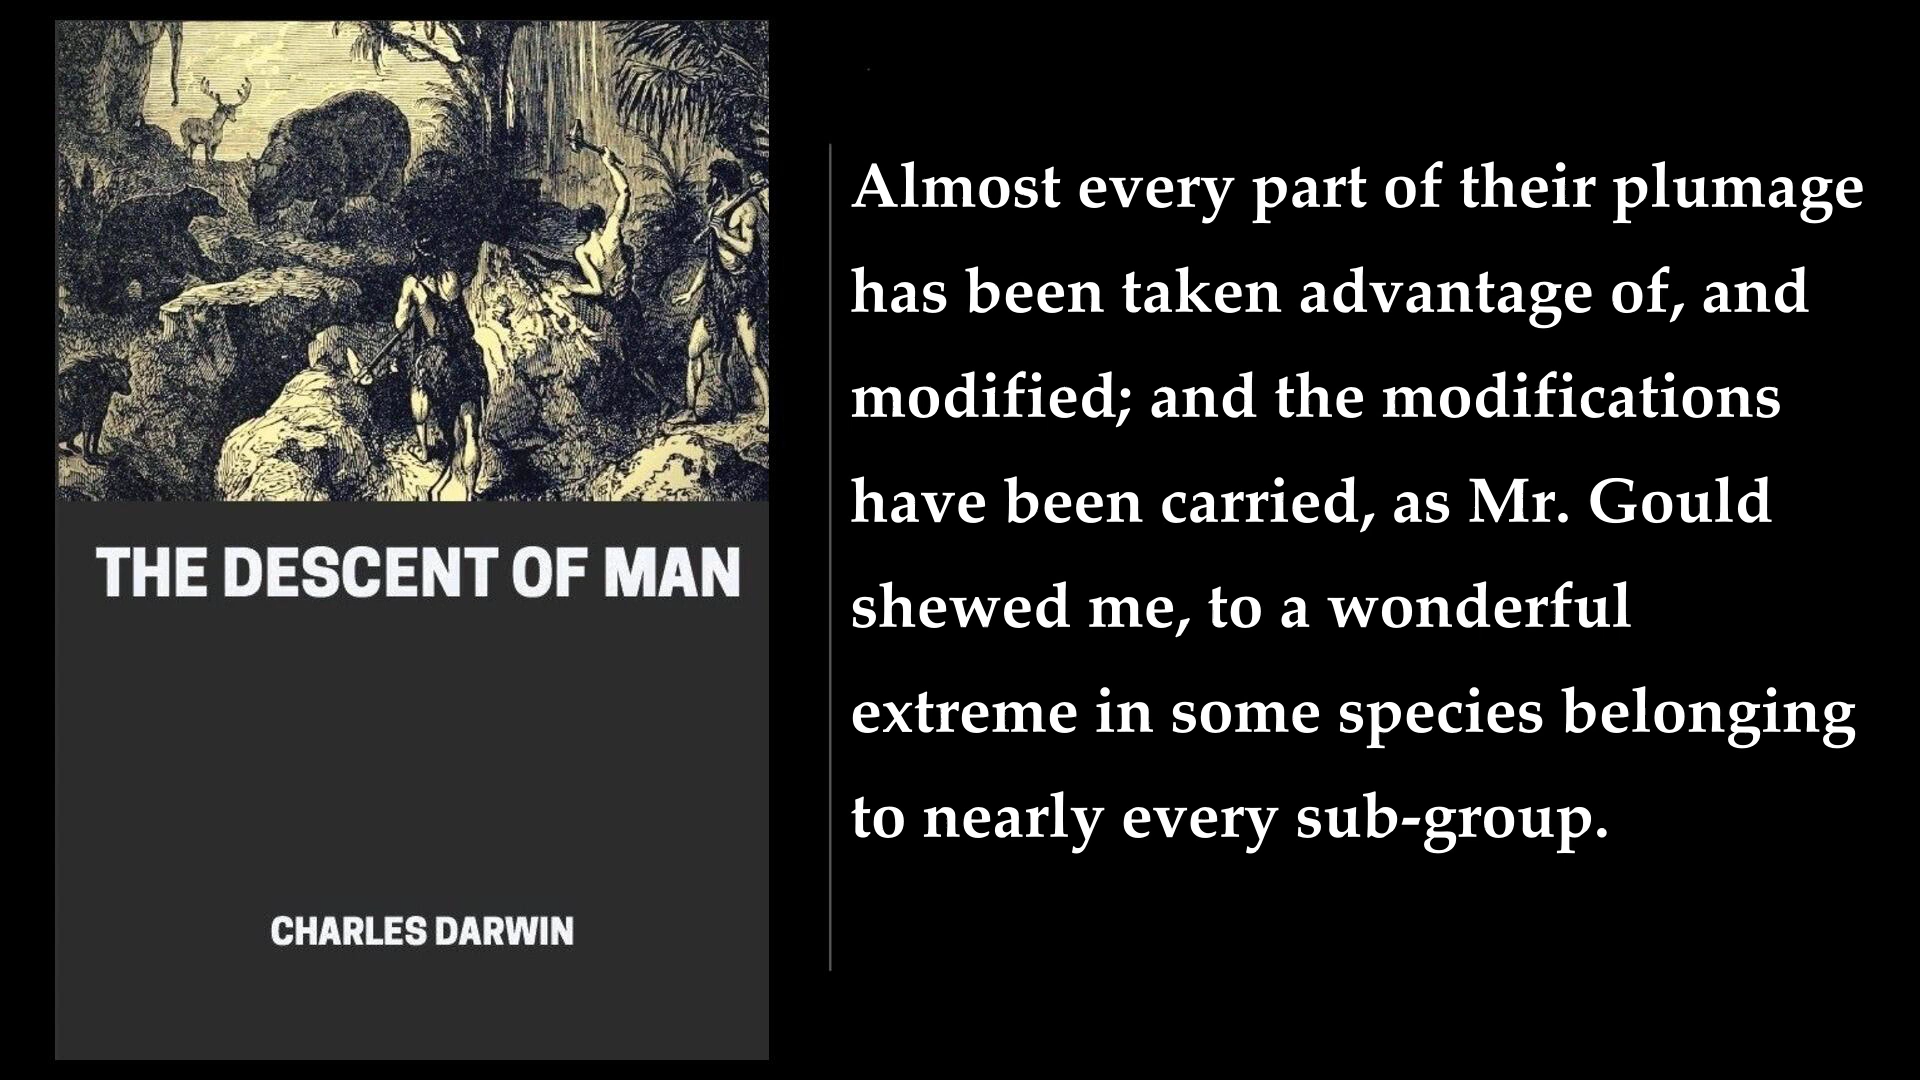 THE DESCENT OF MAN
CHARLES DARWIN
Almost every part of their plumage
has been taken advantage of, and
modified; and the modifications
have been carried, as Mr. Gould
shewed me, to a wonderful
extreme in some species belonging
to nearly every sub-group.